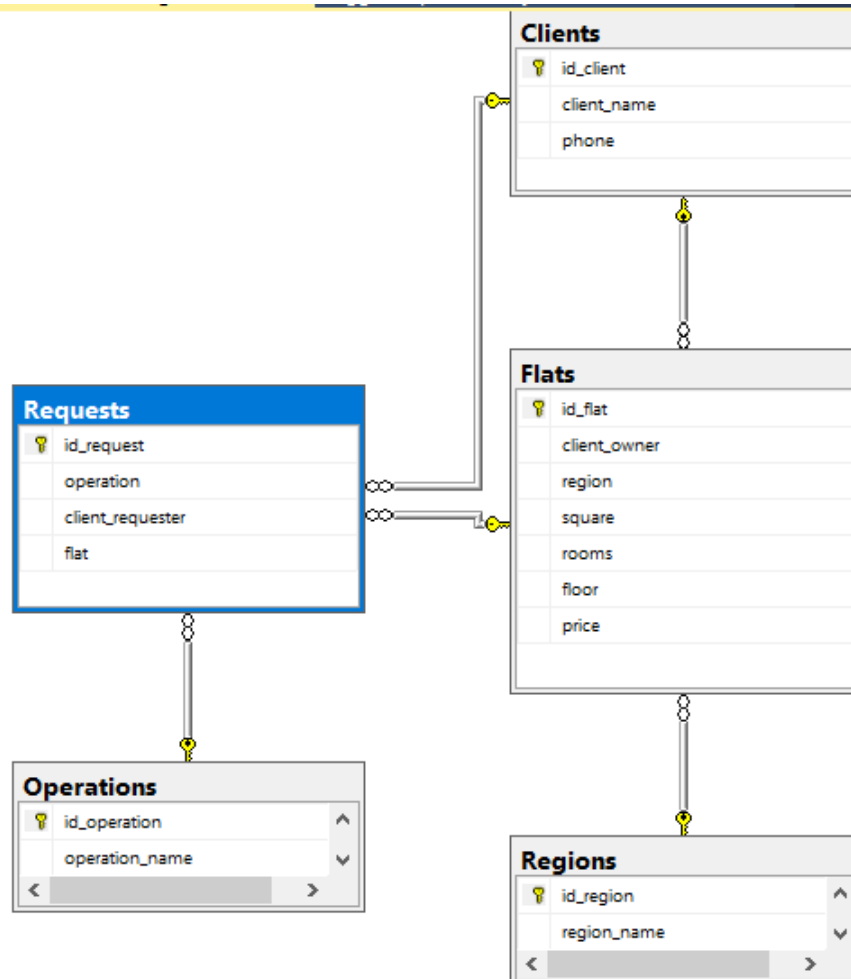 Clients
id_client
client_name
phone
Flats
id_flat
client_owner
region
square
rooms
floor
price
Requests
id_request
operation
client_requester
flat
Operations
id_operation
operation_name
Regions
id_region
region_name